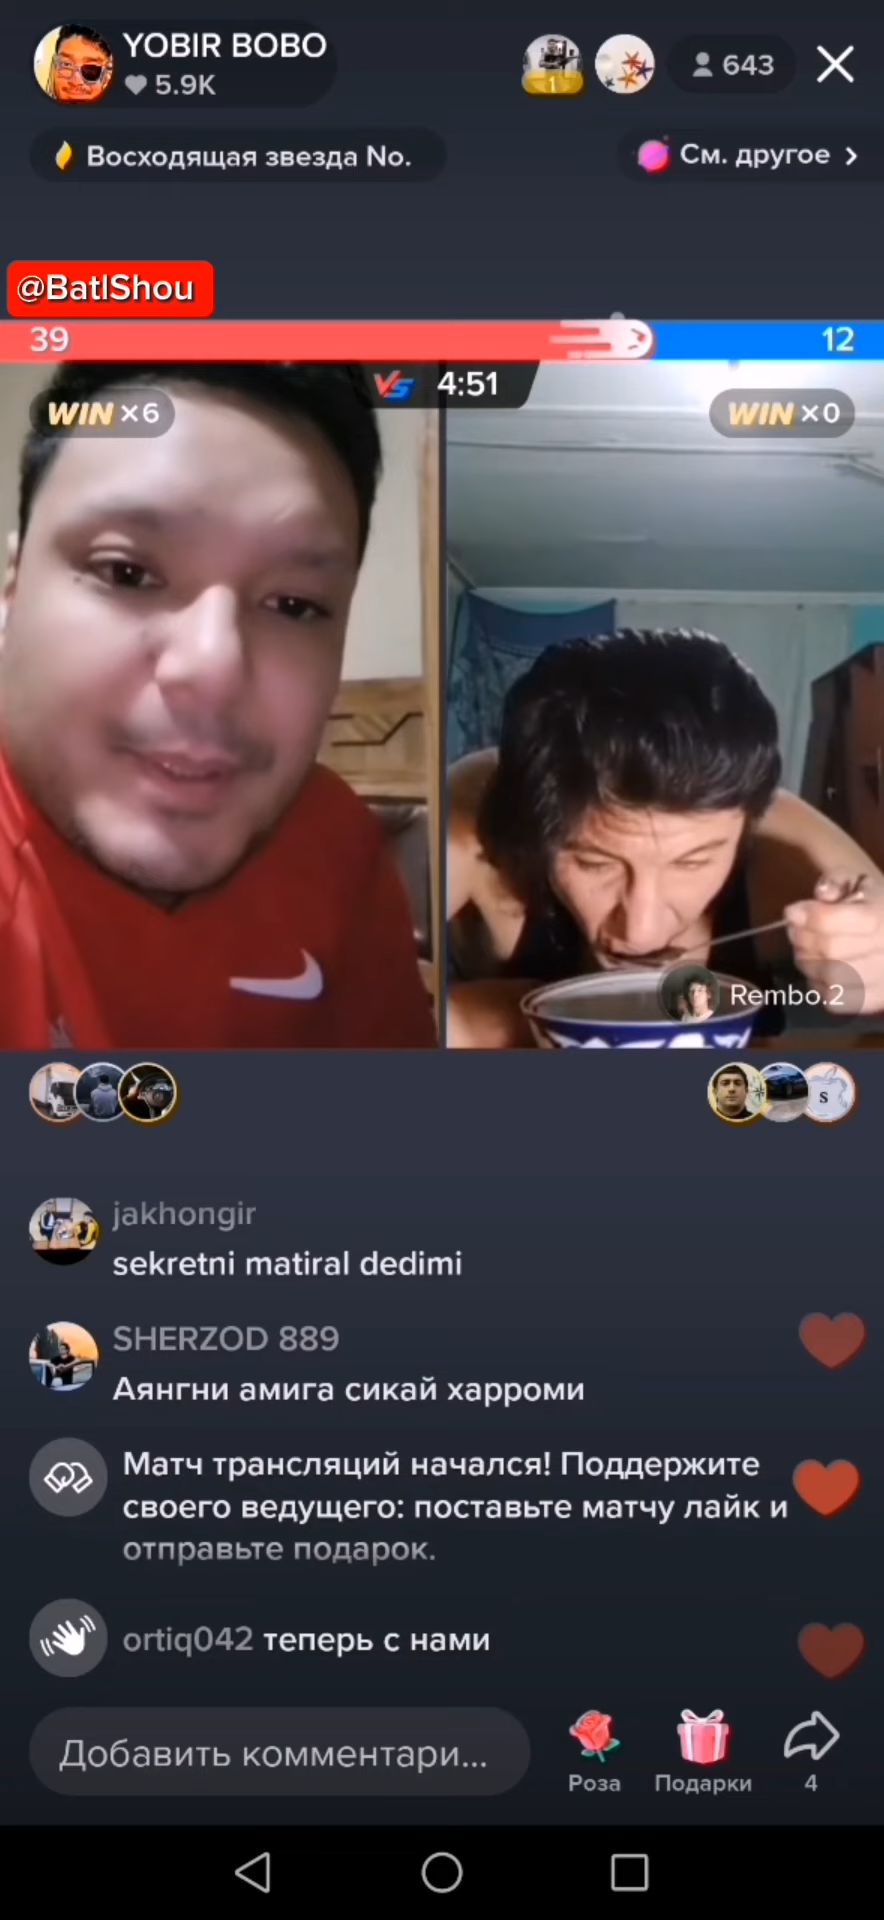 YOBIR BOBO
5.9K
1
643
Восходящая звезда No.
См. другое
@BatlShou
39
12
VS 4:51
WIN ×6
WIN ×0
Rembo.2
S
jakhongir
sekretni matiral dedimi
SHERZOD 889
Аянгни амига сикай харроми
Матч трансляций начался! Поддержите
своего ведущего: поставьте матчу лайк и
отправьте подарок.
ortiq042 теперь с нами
Добавить комментари...
Роза
Подарки
4